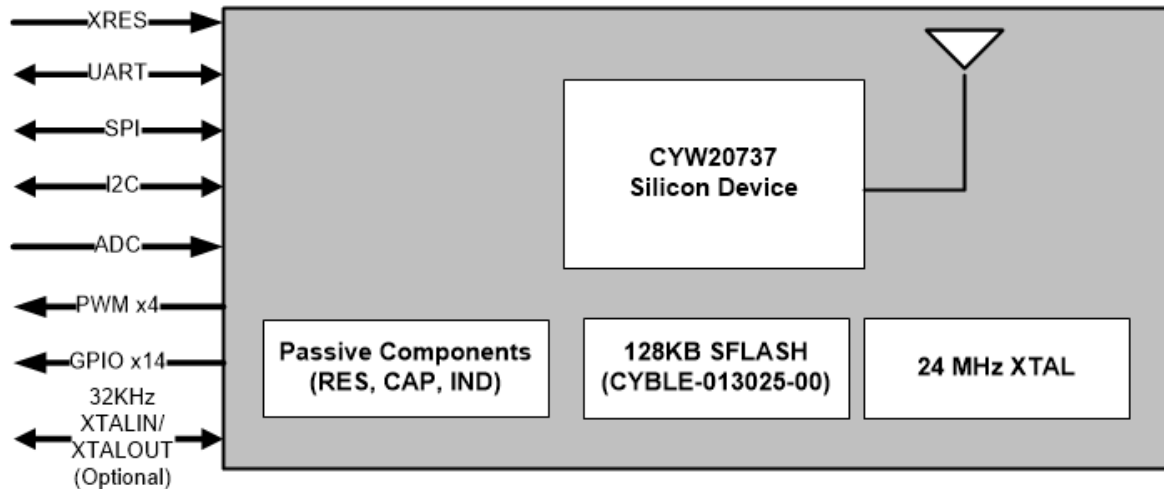 XRES
UART
SPI
I2C
ADC
PWM x4
GPIO x14
32KHz
XTALIN/
XTALOUT
(Optional)
CYW20737
Silicon Device
Passive Components
(RES, CAP, IND)
128KB SFLASH
(CYBLE-013025-00)
24 MHz XTAL